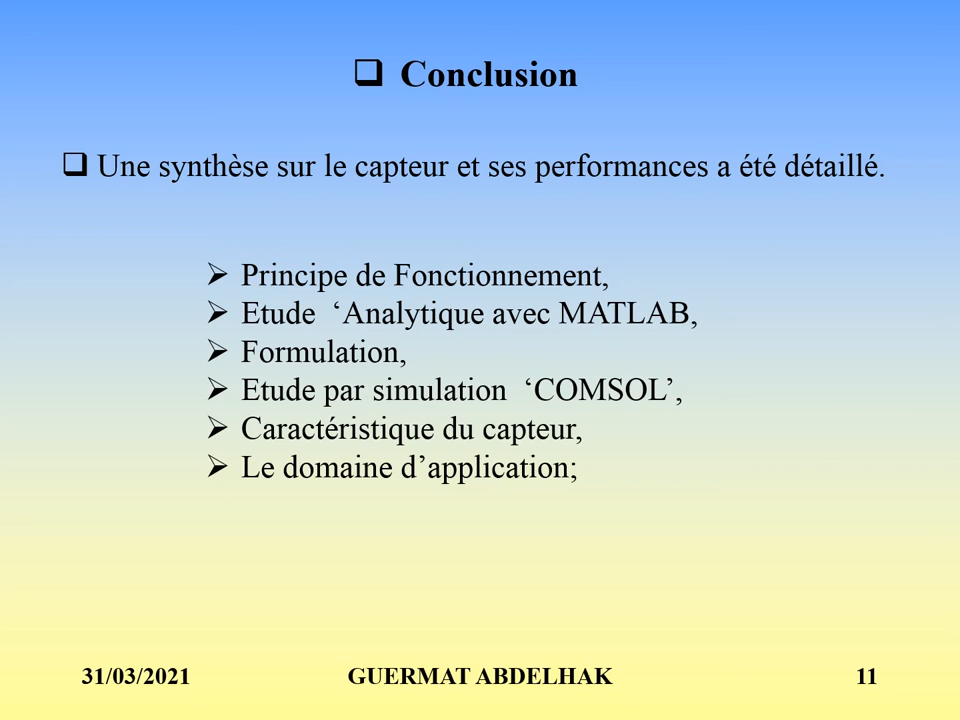 Conclusion
Une synthèse sur le capteur et ses performances a été détaillé.
Principe de Fonctionnement,
Etude ‘Analytique avec MATLAB,
Formulation,
Etude par simulation ‘COMSOL’,
Caractéristique du capteur,
Le domaine d’application;
31/03/2021 GUERMAT ABDELHAK 11